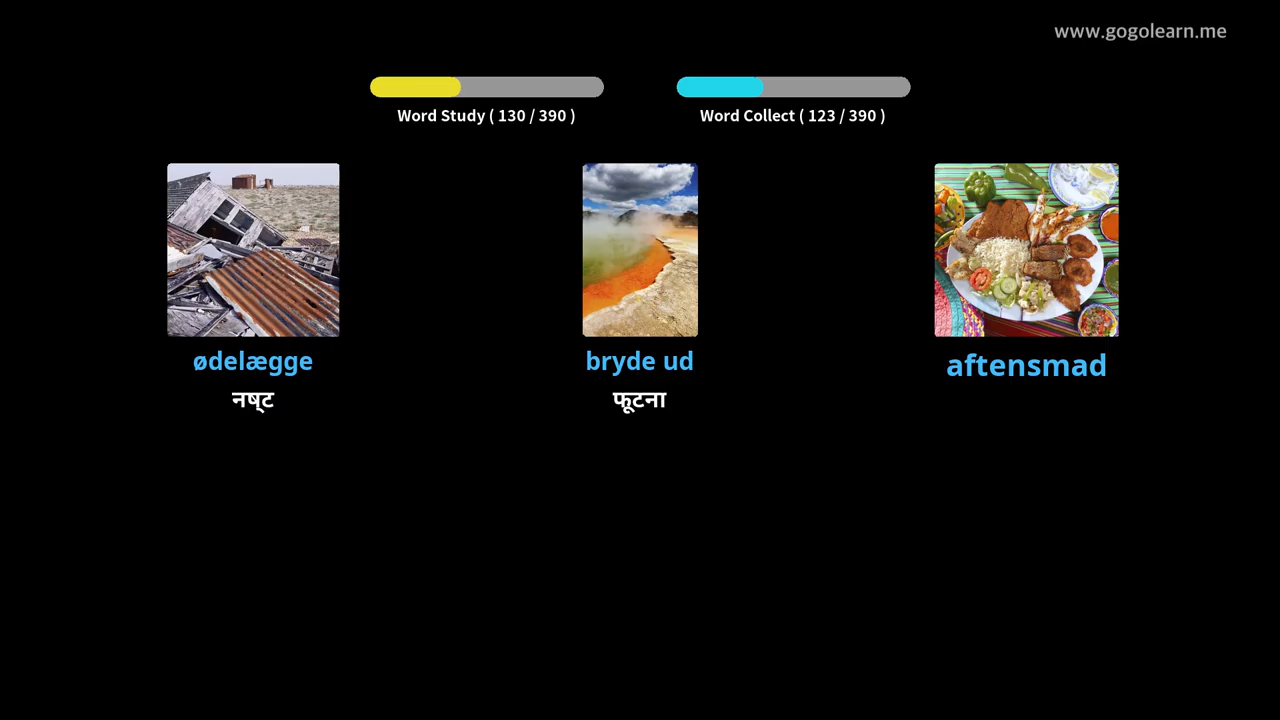 www.gogolearn.me
Word Study ( 130 / 390 )
Word Collect ( 123 / 390 )
ødelægge
bryde ud
aftensmad
नष्ट
फूटना